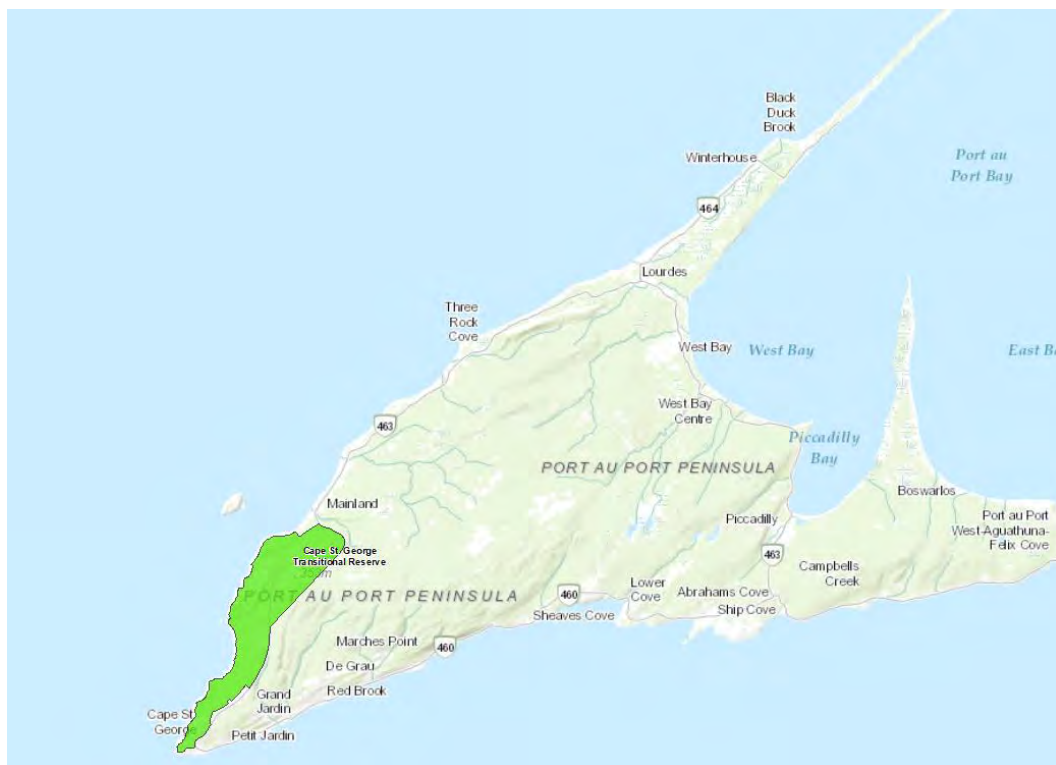 Black
Duck
Brook
Winterhouse
Port au
Port Bay
464
Lourdes
Three
Rock
Cove
West Bay
West Bay
East Ba
West Bay
Centre
463
Piccadilly
Bay
PORT AU PORT PENINSULA
Boswarlos
Mainland
Piccadilly
Port au Port
West-Aguathuna-
Felix Cove
Cape St. George
Transitional Reserve
463
Campbells
Creek
PORT AU PORT PENINSULA
460
Lower
Cove
Abrahams Cove
Sheaves Cove
Ship Cove
Marches Point
460
De Grau
Red Brook
Grand
Jardin
Cape St.
George
Petit Jardin